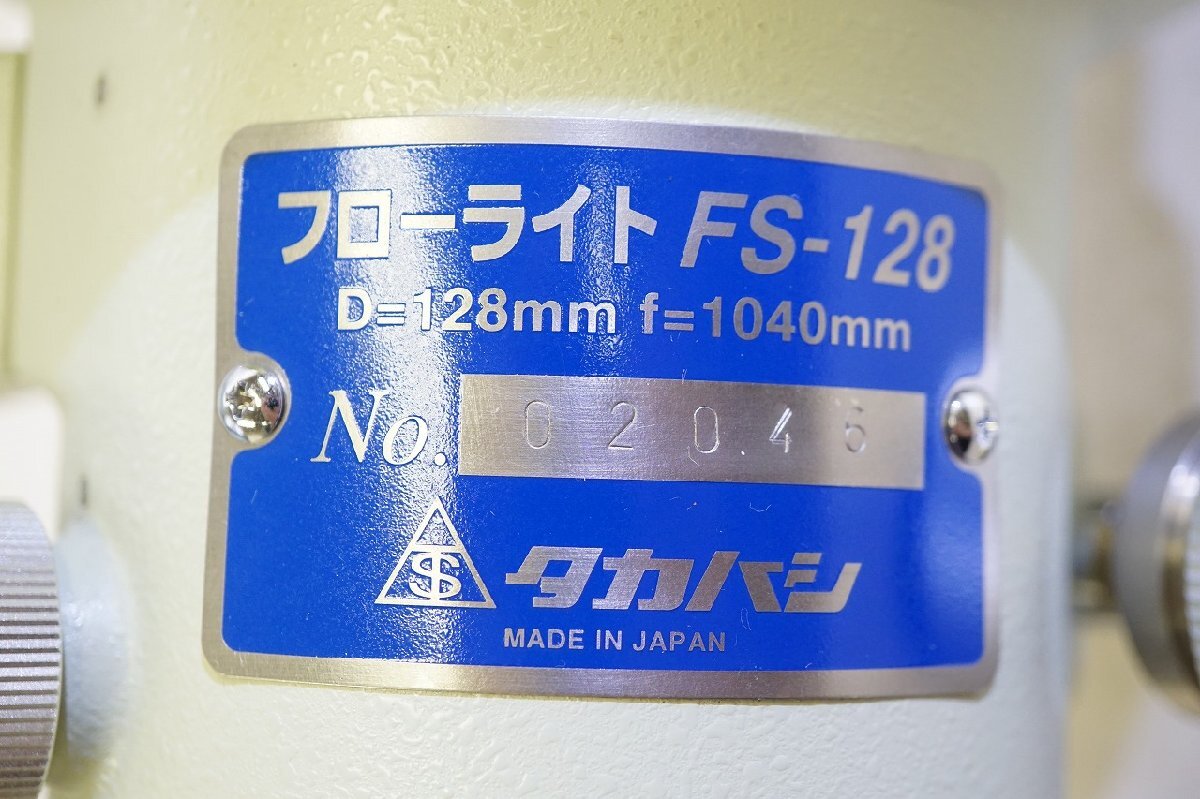 フローライト FS-128
D=128mm f=1040mm
No. 02046
TS タカハシ
MADE IN JAPAN